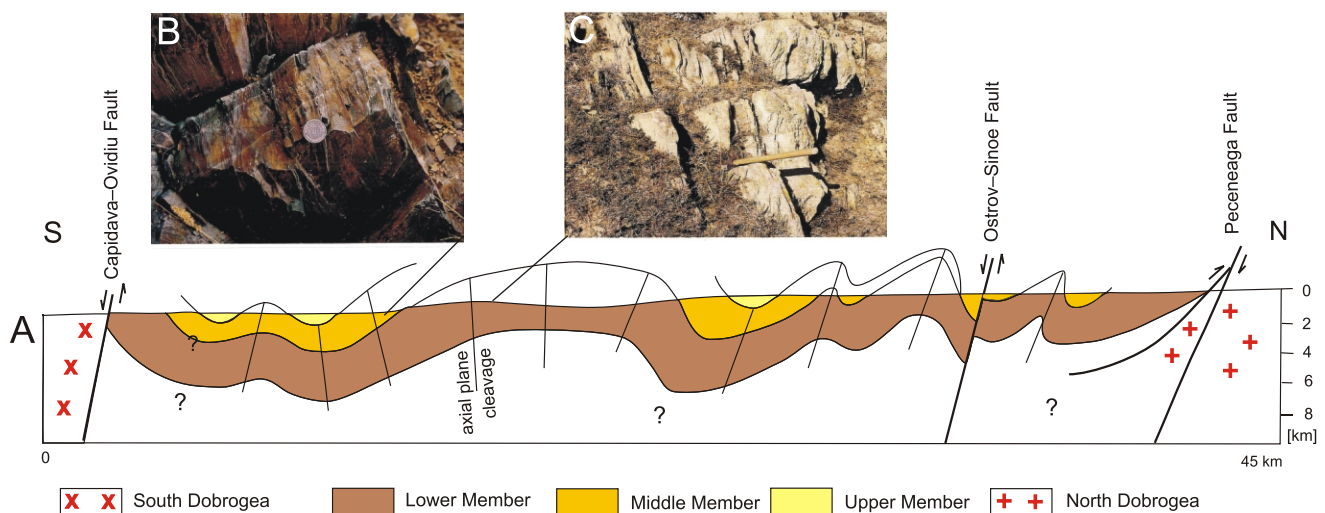 B
C
Capidava–Ovidiu Fault
Ostrov–Sinoe Fault
Peceneaga Fault
S
N
A
0
2
4
6
8
[km]
?
?
?
?
axial plane
cleavage
0
45 km
South Dobrogea
Lower Member
Middle Member
Upper Member
North Dobrogea